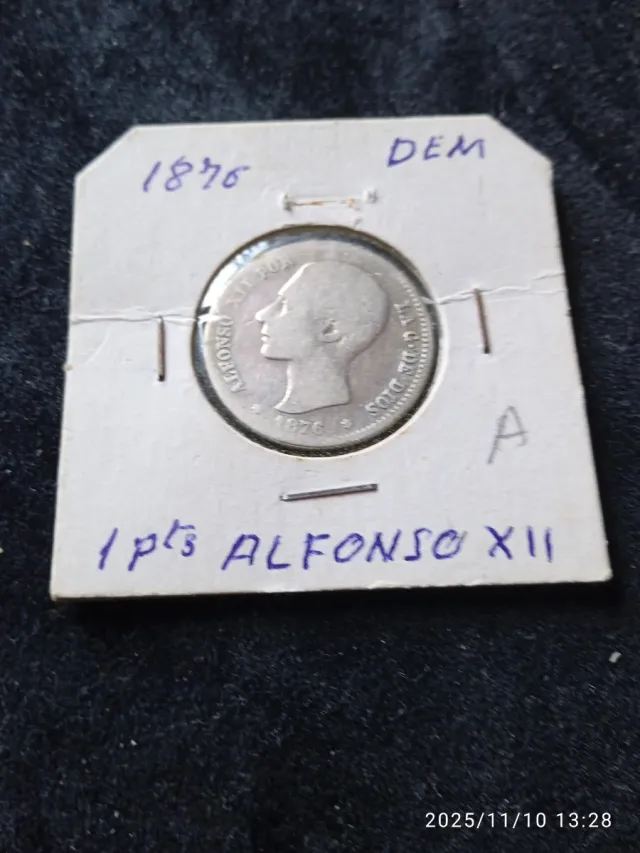 1876 DEM
ALFONSO XII POR LA G. DE DIOS
* 1876 *
A
1 pts ALFONSO XII
2025/11/10 13:28